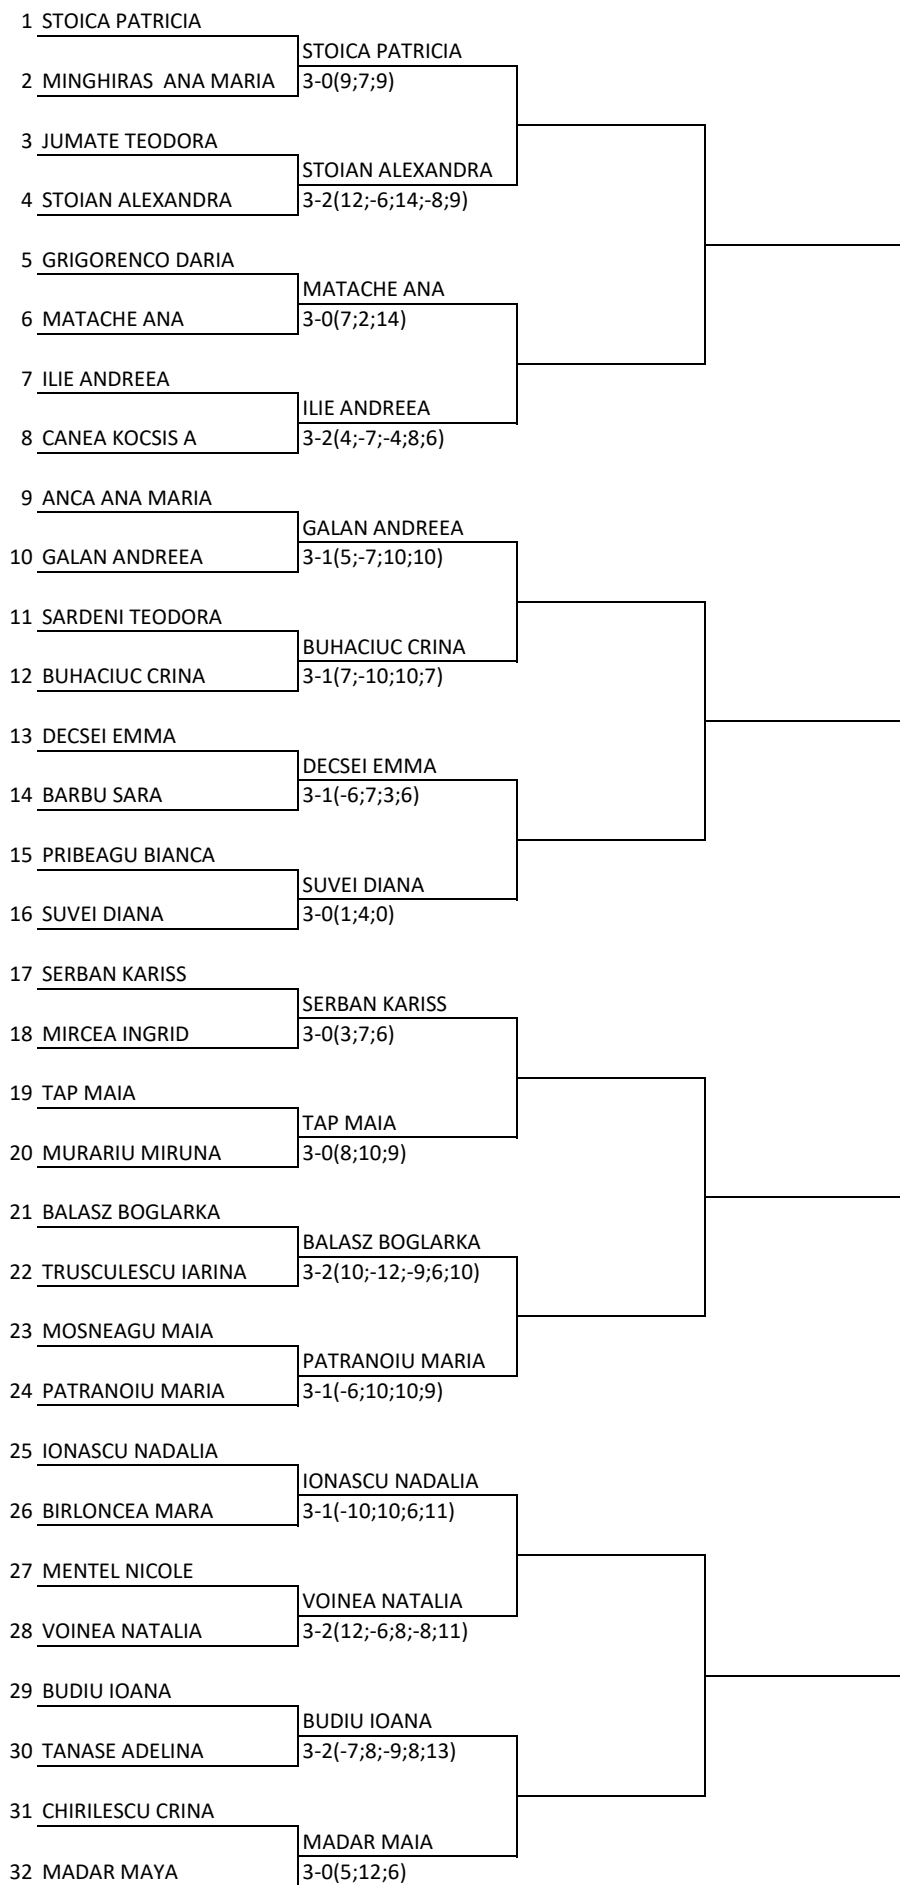 1 STOICA PATRICIA
STOICA PATRICIA
2 MINGHIRAS  ANA MARIA
3-0(9;7;9)
3 JUMATE TEODORA
STOIAN ALEXANDRA
4 STOIAN ALEXANDRA
3-2(12;-6;14;-8;9)
5 GRIGORENCO DARIA
MATACHE ANA
6 MATACHE ANA
3-0(7;2;14)
7 ILIE ANDREEA
ILIE ANDREEA
8 CANEA KOCSIS A
3-2(4;-7;-4;8;6)
9 ANCA ANA MARIA
GALAN ANDREEA
10 GALAN ANDREEA
3-1(5;-7;10;10)
11 SARDENI TEODORA
BUHACIUC CRINA
12 BUHACIUC CRINA
3-1(7;-10;10;7)
13 DECSEI EMMA
DECSEI EMMA
14 BARBU SARA
3-1(-6;7;3;6)
15 PRIBEAGU BIANCA
SUVEI DIANA
16 SUVEI DIANA
3-0(1;4;0)
17 SERBAN KARISS
SERBAN KARISS
18 MIRCEA INGRID
3-0(3;7;6)
19 TAP MAIA
TAP MAIA
20 MURARIU MIRUNA
3-0(8;10;9)
21 BALASZ BOGLARKA
BALASZ BOGLARKA
22 TRUSCULESCU IARINA
3-2(10;-12;-9;6;10)
23 MOSNEAGU MAIA
PATRANOIU MARIA
24 PATRANOIU MARIA
3-1(-6;10;10;9)
25 IONASCU NADALIA
IONASCU NADALIA
26 BIRLONCEA MARA
3-1(-10;10;6;11)
27 MENTEL NICOLE
VOINEA NATALIA
28 VOINEA NATALIA
3-2(12;-6;8;-8;11)
29 BUDIU IOANA
BUDIU IOANA
30 TANASE ADELINA
3-2(-7;8;-9;8;13)
31 CHIRILESCU CRINA
MADAR MAIA
32 MADAR MAYA
3-0(5;12;6)